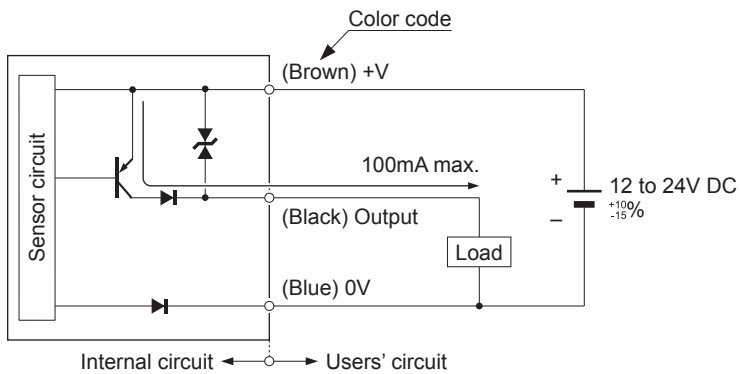 Color code
(Brown) +V
Sensor circuit
100mA max.
+
12 to 24V DC
+10
-15 %
–
(Black) Output
Load
(Blue) 0V
Internal circuit
Users' circuit